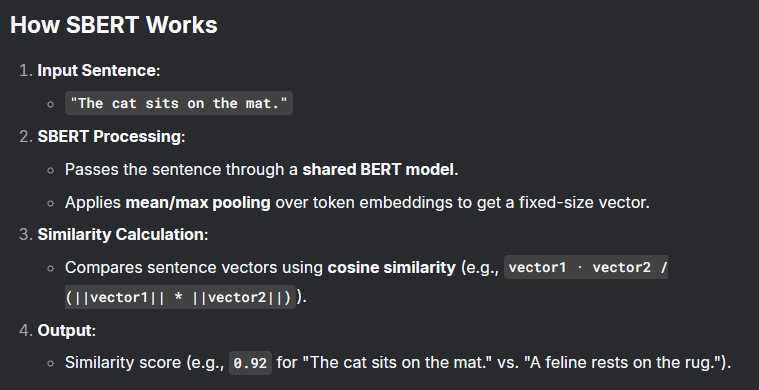 How SBERT Works
1. Input Sentence:
◦ "The cat sits on the mat."
2. SBERT Processing:
◦ Passes the sentence through a shared BERT model.
◦ Applies mean/max pooling over token embeddings to get a fixed-size vector.
3. Similarity Calculation:
◦ Compares sentence vectors using cosine similarity (e.g., vector1 · vector2 /
(||vector1|| * ||vector2||)).
4. Output:
◦ Similarity score (e.g., 0.92 for "The cat sits on the mat." vs. "A feline rests on the rug.").